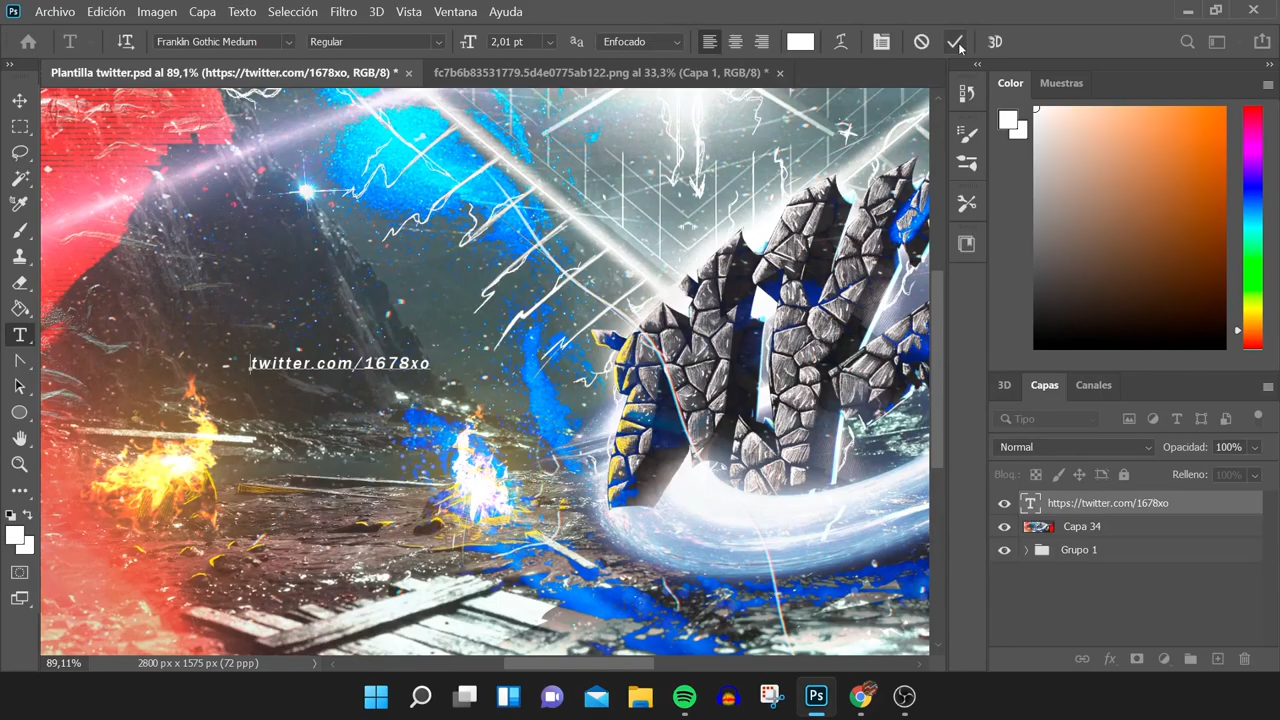 Ps Archivo Edición Imagen Capa Texto Selección Filtro 3D Vista Ventana Ayuda
T Franklin Gothic Medium Regular 2,01 pt aa Enfocado 3D
Plantilla twitter.psd al 89,1% (https://twitter.com/1678xo, RGB/8) * × fc7b6b83531779.5d4e0775ab122.png al 33,3% (Capa 1, RGB/8) * ×
Color Muestras
twitter.com/1678xo
3D Capas Canales
Tipo
Normal Opacidad: 100%
Bloq.: Relleno: 100%
T https://twitter.com/1678xo
Capa 34
Grupo 1
89,11% 2800 px x 1575 px (72 ppp)
Ps